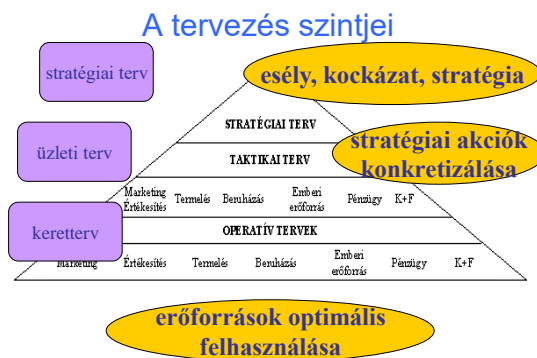 A tervezés szintjei
stratégiai terv
esély, kockázat, stratégia
STRATÉGIAI TERV
üzleti terv
stratégiai akciók
konkretizálása
TAKTIKAI TERV
Marketing
Értékesítés
Termelés
Beruházás
Emberi
erőforrás
Pénzügy
K+F
keretterv
OPERATÍV TERVEK
Marketing
Értékesítés
Termelés
Beruházás
Emberi
erőforrás
Pénzügy
K+F
erőforrások optimális
felhasználása